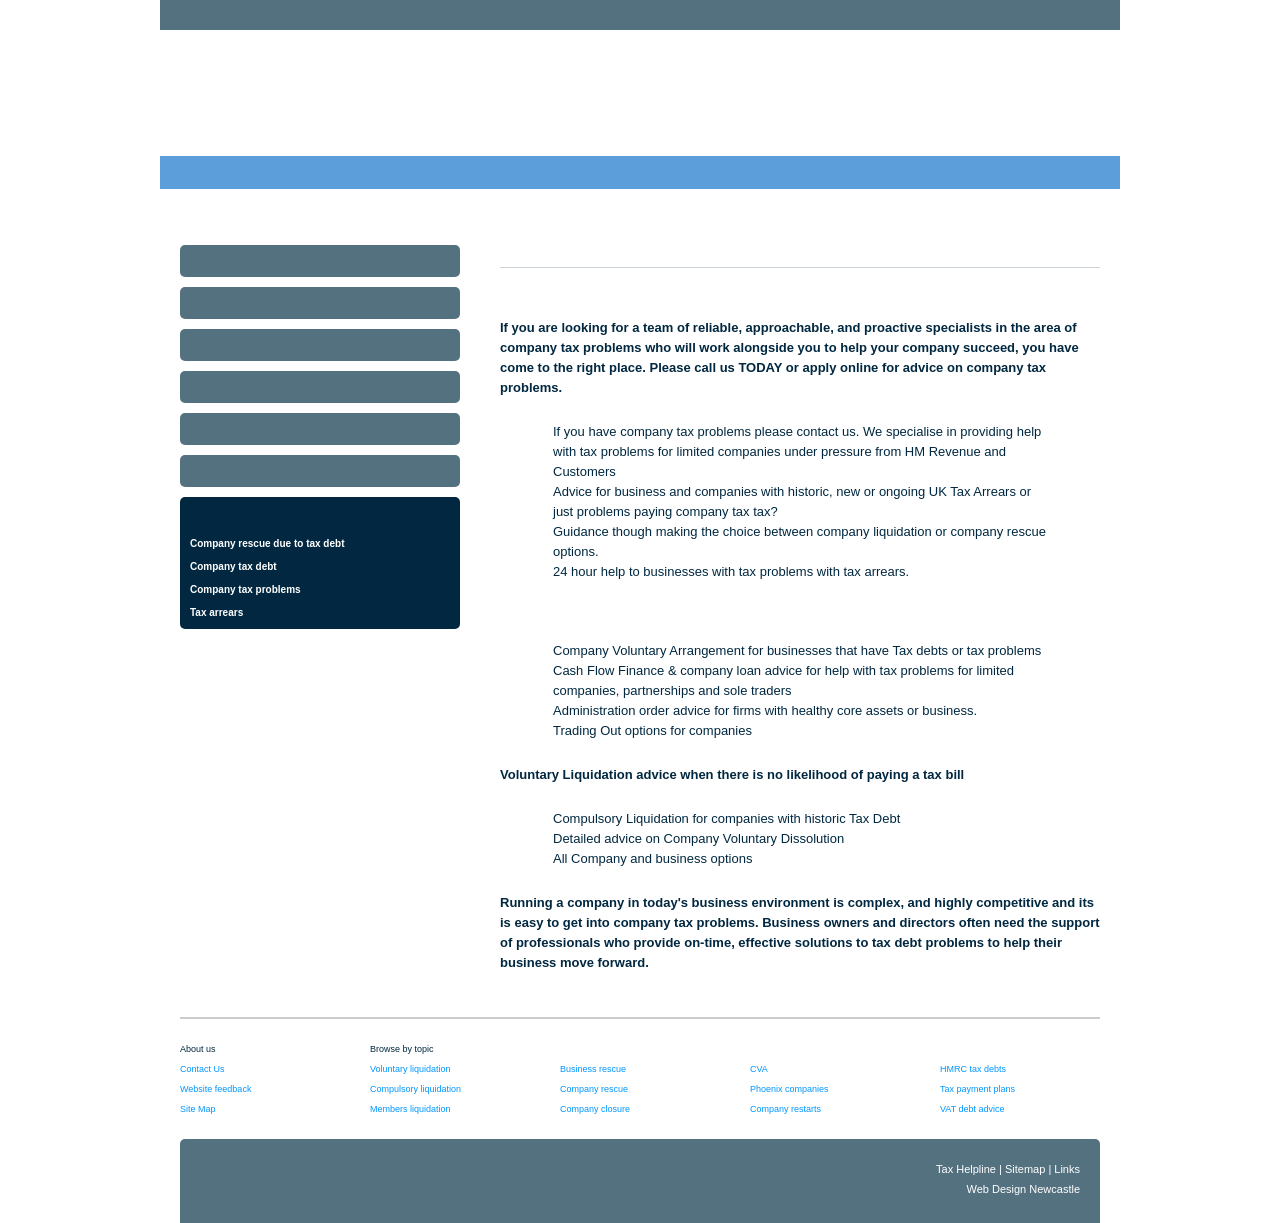 Company rescue due to tax debt
Company tax debt
Company tax problems
Tax arrears
If you are looking for a team of reliable, approachable, and proactive specialists in the area of
company tax problems who will work alongside you to help your company succeed, you have
come to the right place. Please call us TODAY or apply online for advice on company tax
problems.
If you have company tax problems please contact us. We specialise in providing help
with tax problems for limited companies under pressure from HM Revenue and
Customers
Advice for business and companies with historic, new or ongoing UK Tax Arrears or
just problems paying company tax tax?
Guidance though making the choice between company liquidation or company rescue
options.
24 hour help to businesses with tax problems with tax arrears.
Company Voluntary Arrangement for businesses that have Tax debts or tax problems
Cash Flow Finance & company loan advice for help with tax problems for limited
companies, partnerships and sole traders
Administration order advice for firms with healthy core assets or business.
Trading Out options for companies
Voluntary Liquidation advice when there is no likelihood of paying a tax bill
Compulsory Liquidation for companies with historic Tax Debt
Detailed advice on Company Voluntary Dissolution
All Company and business options
Running a company in today's business environment is complex, and highly competitive and its
is easy to get into company tax problems. Business owners and directors often need the support
of professionals who provide on-time, effective solutions to tax debt problems to help their
business move forward.
About us
Contact Us
Website feedback
Site Map
Browse by topic
Voluntary liquidation
Compulsory liquidation
Members liquidation
Business rescue
Company rescue
Company closure
CVA
Phoenix companies
Company restarts
HMRC tax debts
Tax payment plans
VAT debt advice
Tax Helpline | Sitemap | Links
Web Design Newcastle